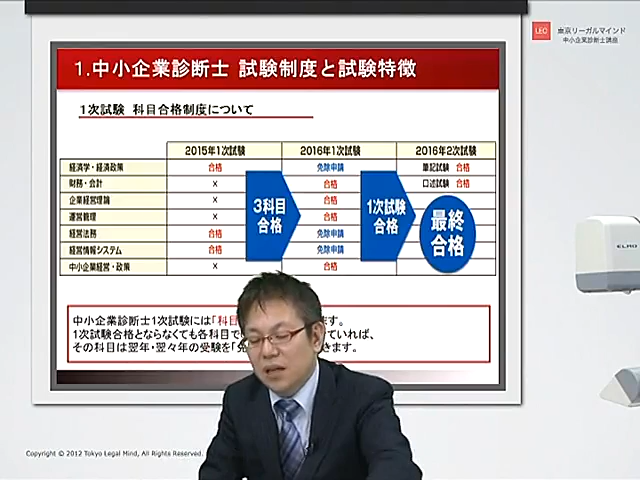 LEC 東京リーガルマインド
中小企業診断士講座
1.中小企業診断士 試験制度と試験特徴
1次試験 科目合格制度について
2015年1次試験 2016年1次試験 2016年2次試験
経済学・経済政策 合格 免除申請 筆記試験 合格
財務・会計 × 合格 口述試験 合格
企業経営理論 × 合格
運営管理 × 合格
経営法務 合格 免除申請
経営情報システム 合格 免除申請
中小企業経営・政策 × 合格
3科目
合格
1次試験
合格
最終
合格
中小企業診断士1次試験には「科目 ます。
1次試験合格とならなくても各科目で ていれば、
その科目は翌年・翌々年の受験を「免 きます。
ELMO
Copyright © 2012 Tokyo Legal Mind, All Rights Reserved.